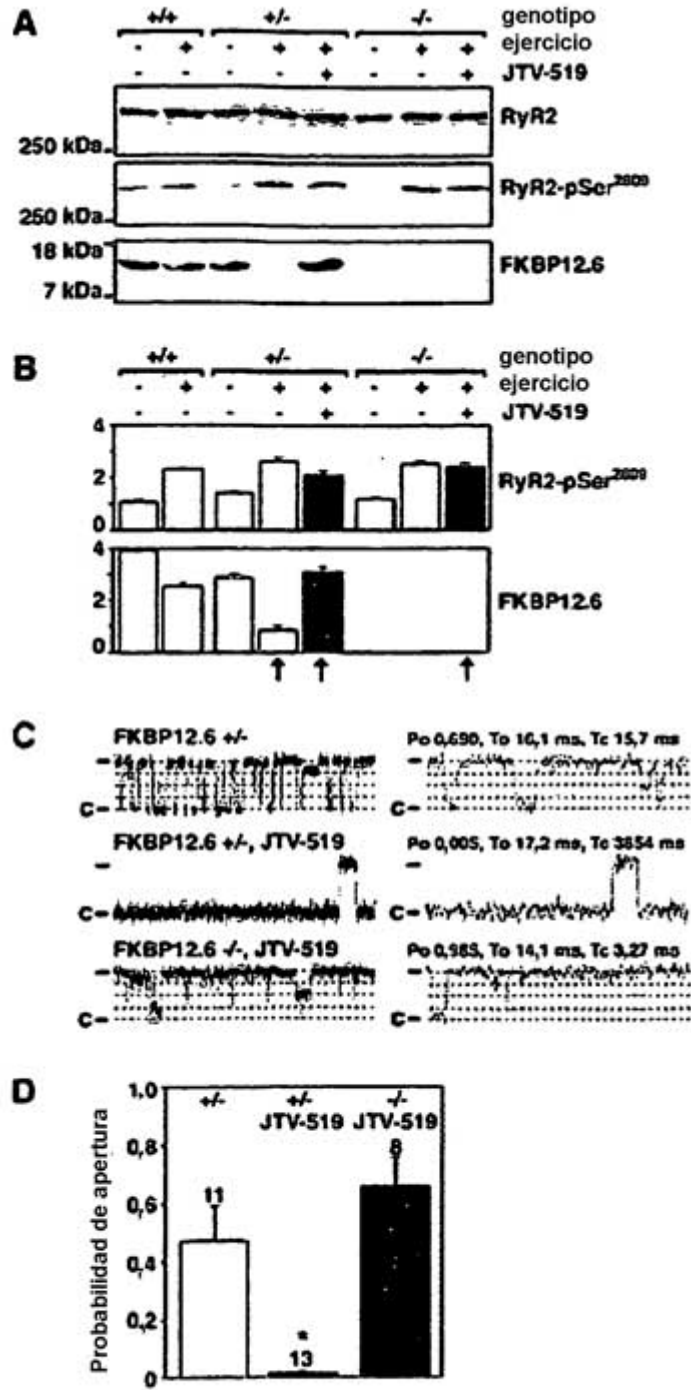 A
+/+ +/- -/- genotipo
- + - + + - + + ejercicio
- - - - + - - + JTV-519
RyR2
250 kDa
RyR2-pSer2809
250 kDa
18 kDa
FKBP12.6
7 kDa
B
+/+ +/- -/- genotipo
- + - + + - + + ejercicio
- - - - + - - + JTV-519
4
2
0
RyR2-pSer2809
4
2
0
FKBP12.6
C
FKBP12.6 +/- Po 0,690, To 16,1 ms, Tc 15,7 ms
c
FKBP12.6 +/-, JTV-519 Po 0,005, To 17,2 ms, Tc 3854 ms
c c
FKBP12.6 -/-, JTV-519 Po 0,965, To 14,1 ms, Tc 3,27 ms
c c
D
Probabilidad de apertura
1,0
0,8
0,6
0,4
0,2
0
+/- +/- -/-
JTV-519 JTV-519
11 8
*
13